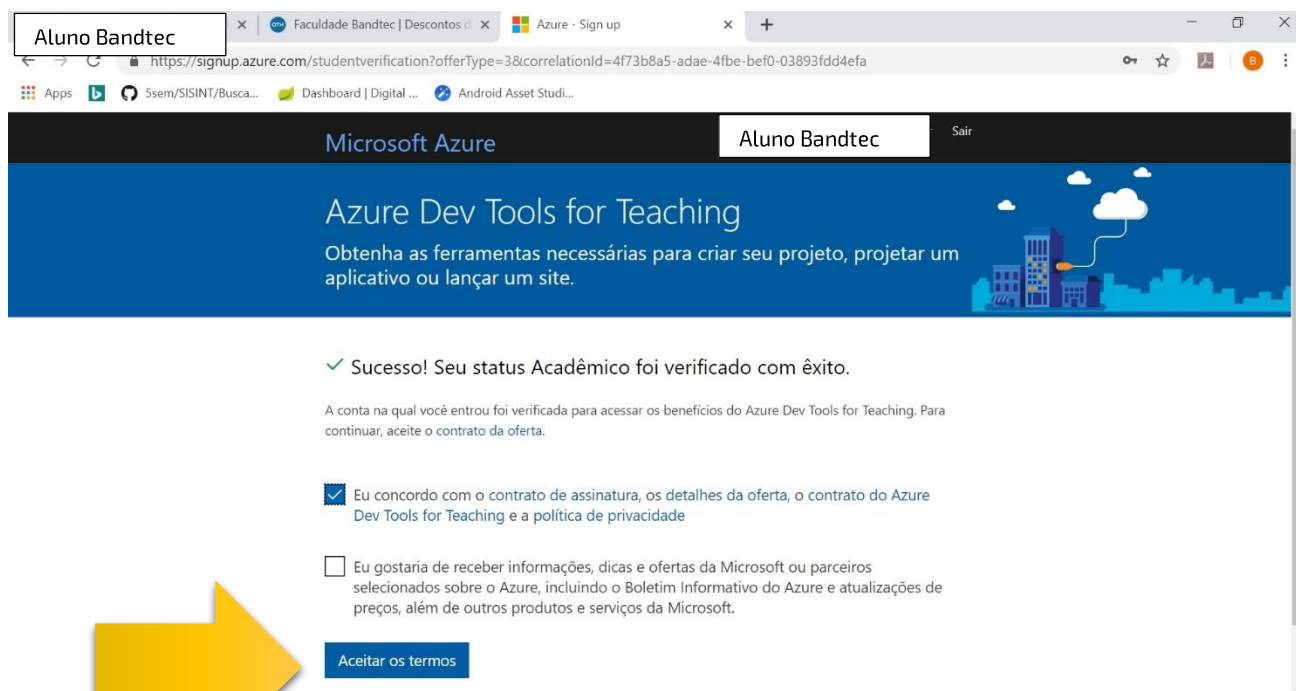 Aluno Bandtec
Faculdade Bandtec | Descontos d
Azure - Sign up
https://signup.azure.com/studentverification?offerType=3&correlationId=4f73b8a5-adae-4fbe-bef0-03893fdd4efa
B
Apps
5sem/SISINT/Busca...
Dashboard | Digital ...
Android Asset Studi...
Microsoft Azure
Aluno Bandtec
Sair
Azure Dev Tools for Teaching
Obtenha as ferramentas necessárias para criar seu projeto, projetar um
aplicativo ou lançar um site.
Sucesso! Seu status Acadêmico foi verificado com êxito.
A conta na qual você entrou foi verificada para acessar os benefícios do Azure Dev Tools for Teaching. Para
continuar, aceite o contrato da oferta.
Eu concordo com o contrato de assinatura, os detalhes da oferta, o contrato do Azure
Dev Tools for Teaching e a política de privacidade
Eu gostaria de receber informações, dicas e ofertas da Microsoft ou parceiros
selecionados sobre o Azure, incluindo o Boletim Informativo do Azure e atualizações de
preços, além de outros produtos e serviços da Microsoft.
Aceitar os termos